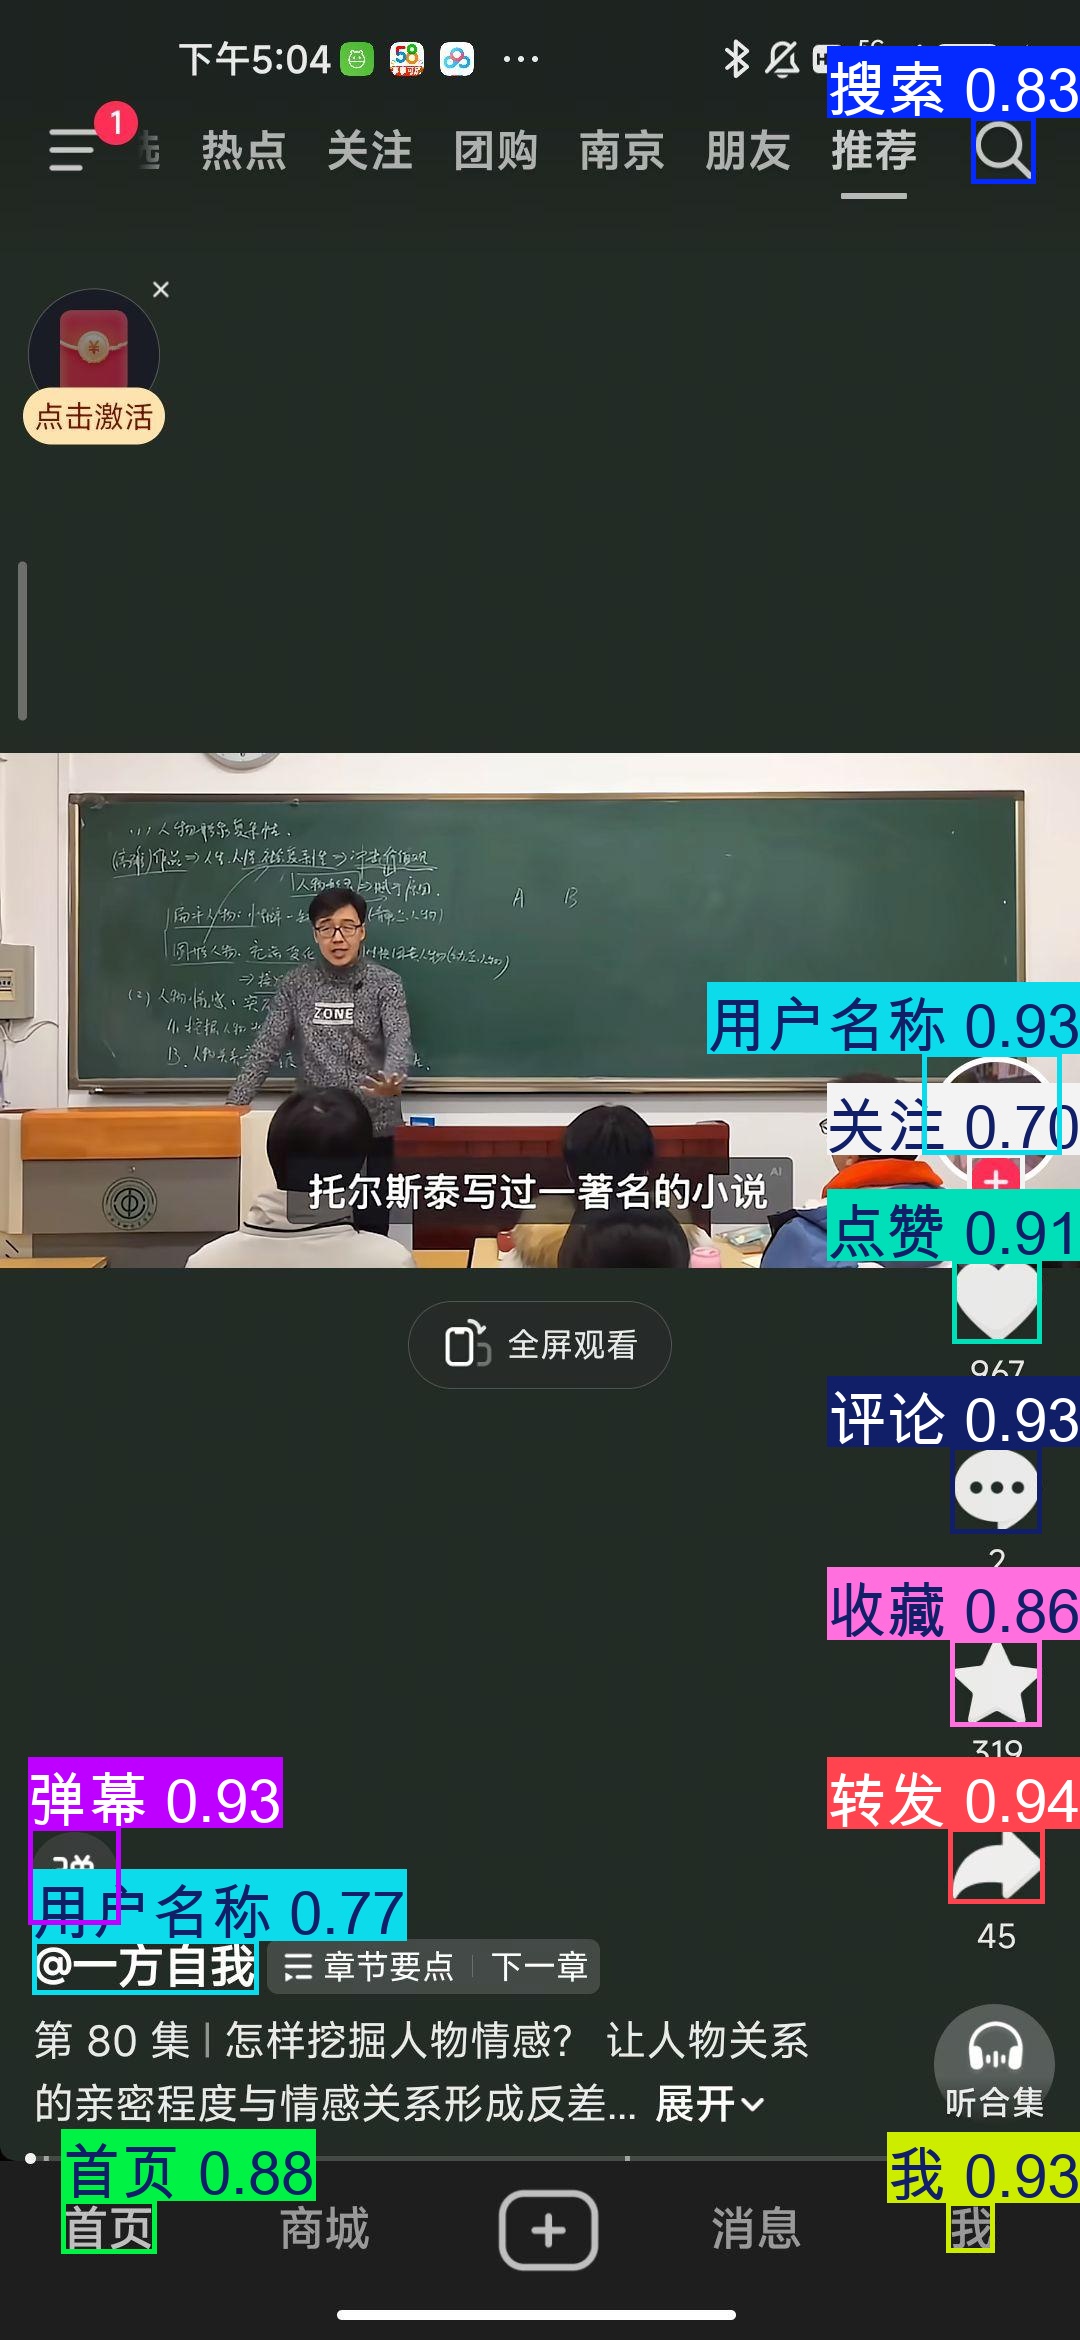 下午5:04
58
...
搜索 0.83
1
热点 关注 团购 南京 朋友 推荐
点击激活
A B
ZONE
用户名称 0.93
关注 0.70
托尔斯泰写过一著名的小说
AI
点赞 0.91
全屏观看
967
评论 0.93
2
收藏 0.86
319
弹幕 0.93
转发 0.94
用户名称 0.77
45
@一方自我
章节要点 | 下一章
第 80 集 | 怎样挖掘人物情感? 让人物关系
的亲密程度与情感关系形成反差... 展开
听合集
首页 0.88
我 0.93
首页 商城 消息 我